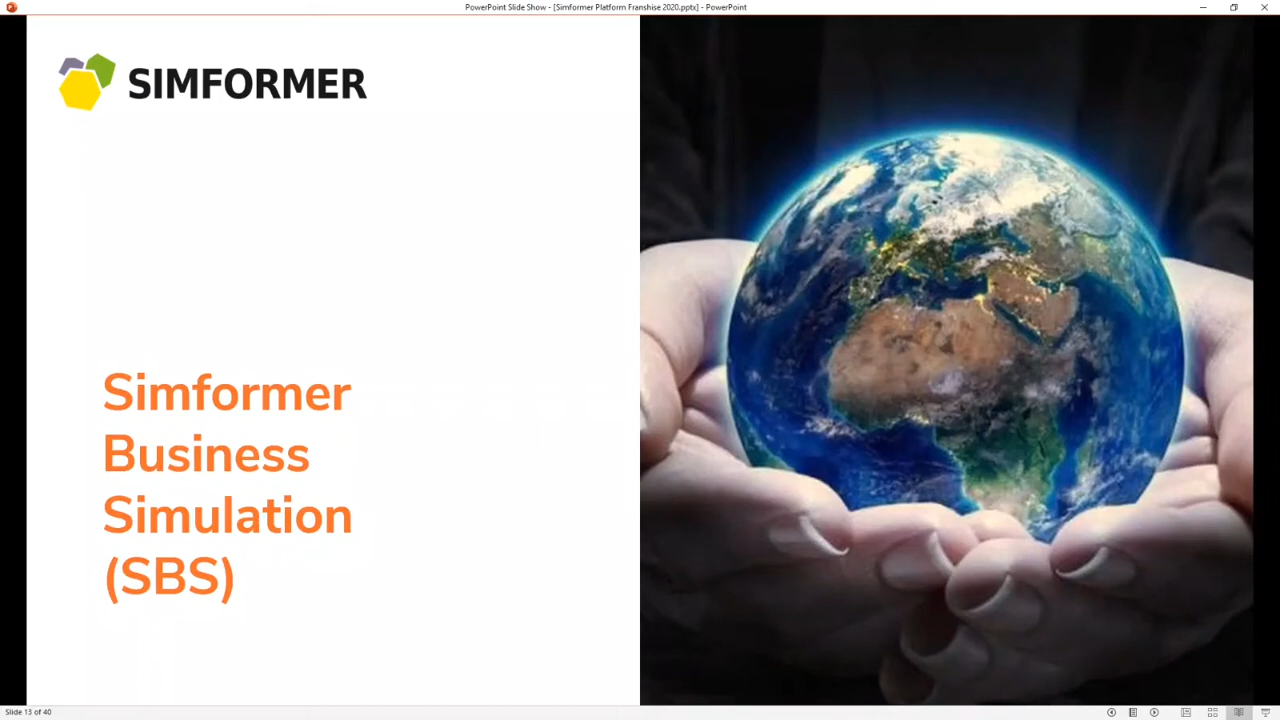 PowerPoint Slide Show - [Simformer Platform Franshise 2020.pptx] - PowerPoint
SIMFORMER
Simformer
Business
Simulation
(SBS)
Slide 13 of 40